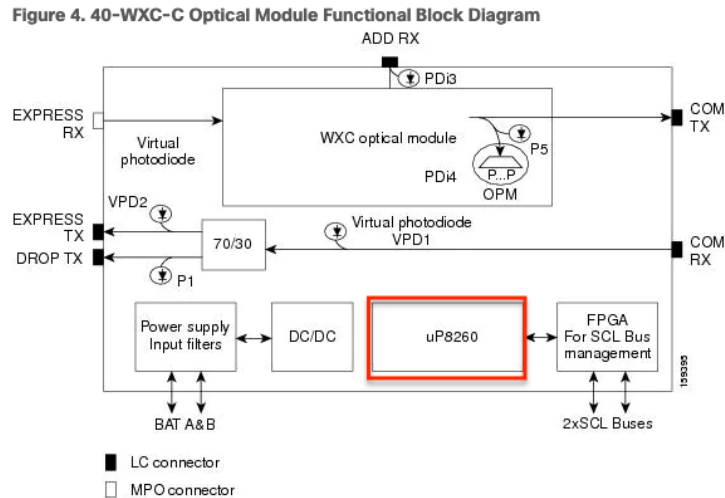 Figure 4. 40-WXC-C Optical Module Functional Block Diagram
ADD RX
PDi3
EXPRESS
RX
COM
TX
Virtual
photodiode
WXC optical module
P5
PDi4
P...P
OPM
EXPRESS
TX
VPD2
DROP TX
70/30
P1
Virtual photodiode
VPD1
COM
RX
Power supply
Input filters
DC/DC
uP8260
FPGA
For SCL Bus
management
159395
BAT A&B
2xSCL Buses
LC connector
MPO connector